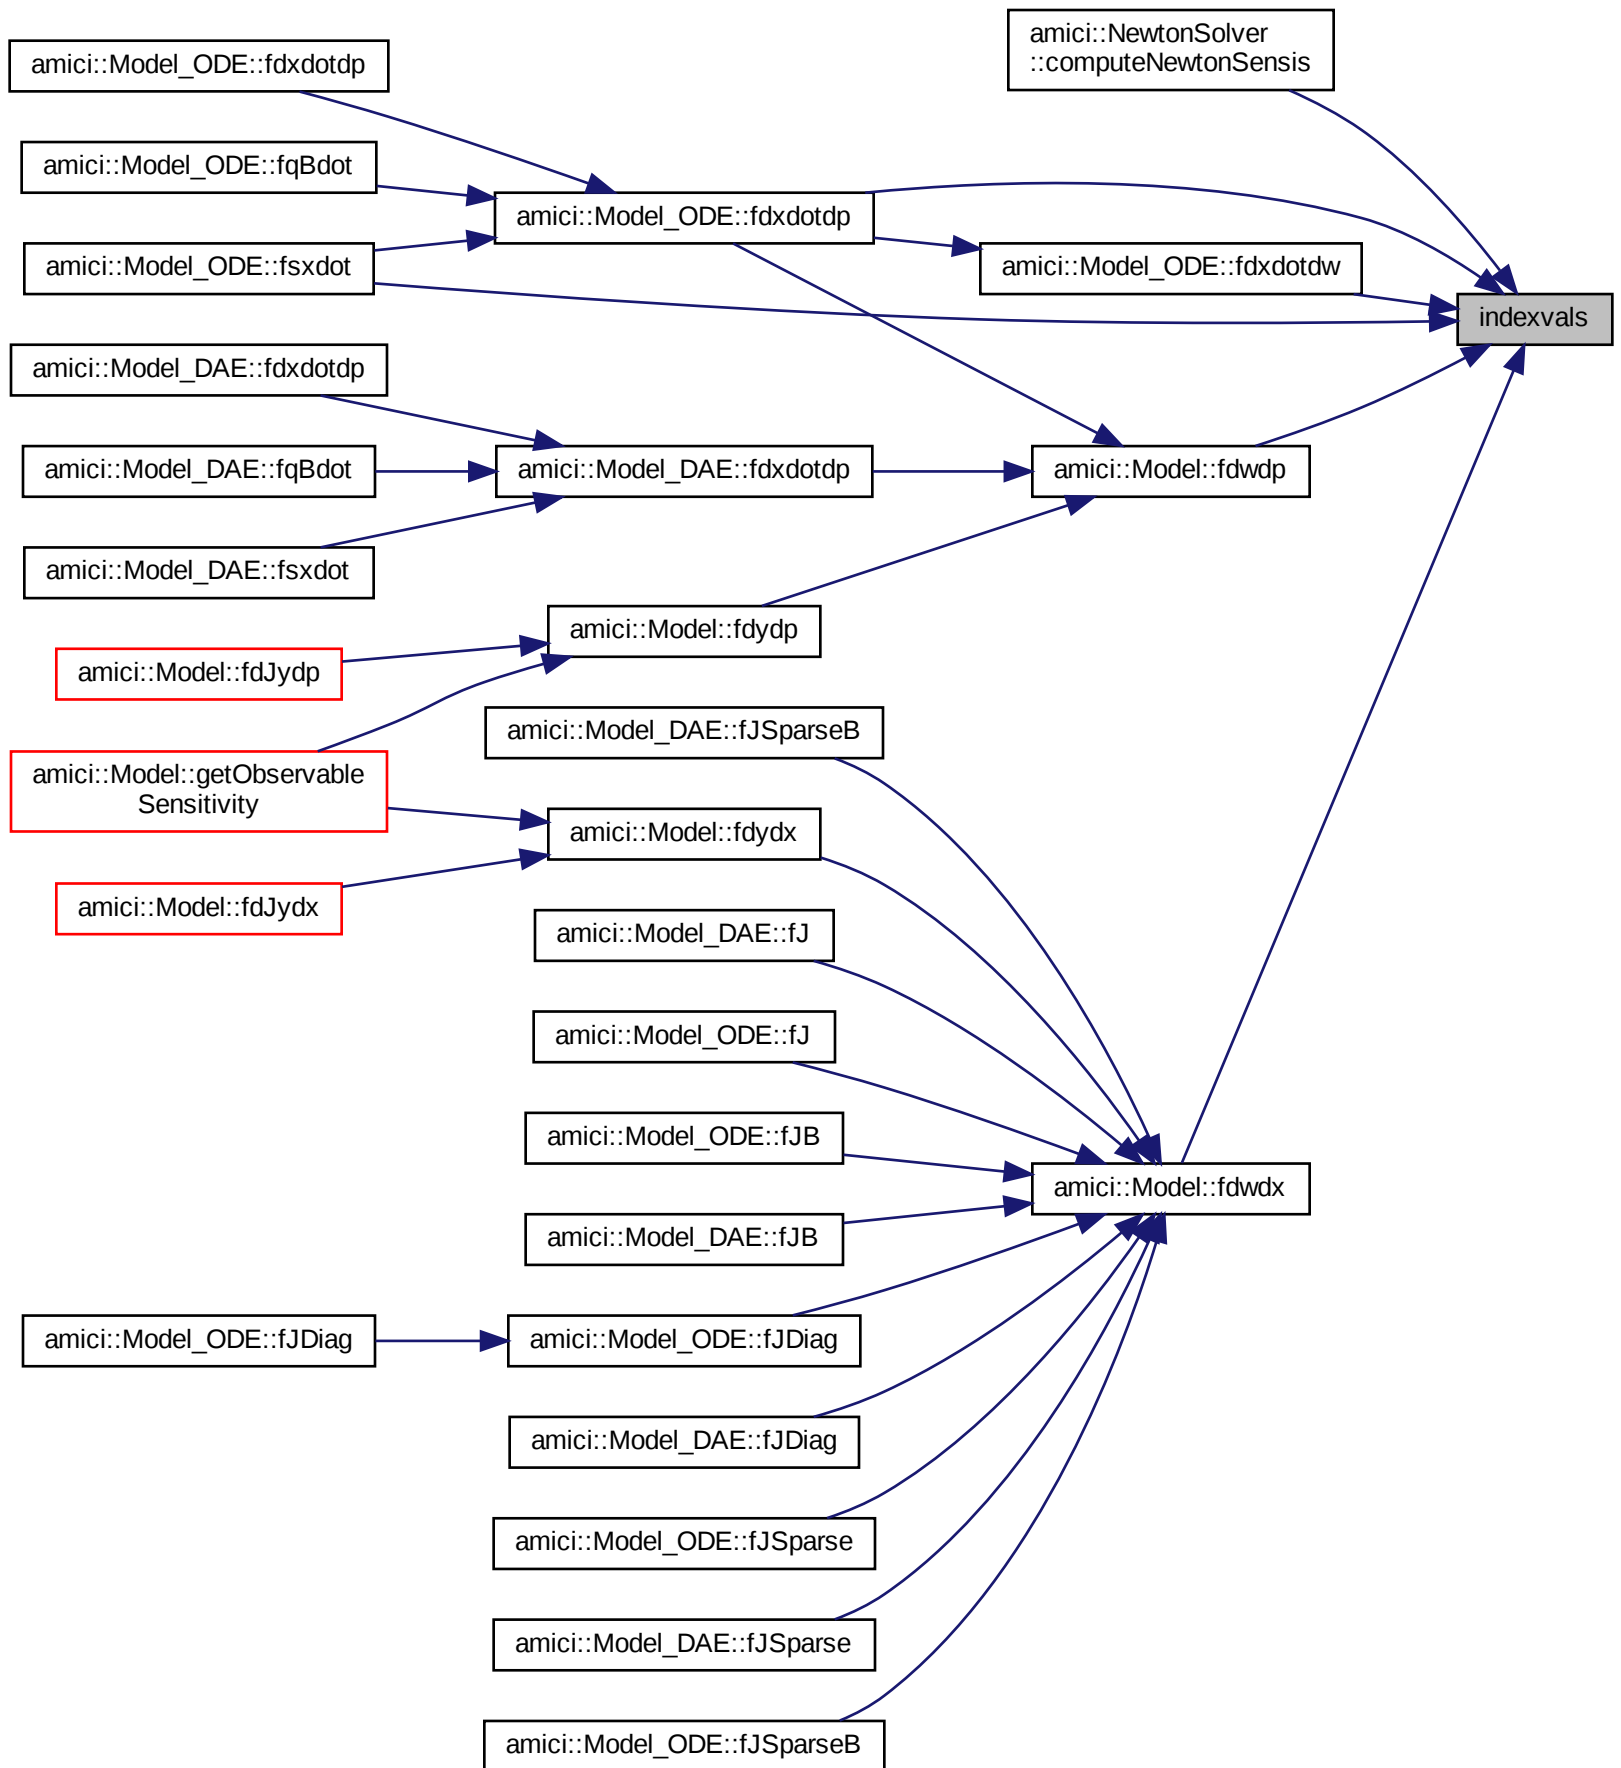 amici::NewtonSolver
::computeNewtonSensis
amici::Model_ODE::fdxdotdp
amici::Model_ODE::fqBdot
amici::Model_ODE::fdxdotdp
amici::Model_ODE::fsxdot
amici::Model_ODE::fdxdotdw
indexvals
amici::Model_DAE::fdxdotdp
amici::Model_DAE::fqBdot
amici::Model_DAE::fdxdotdp
amici::Model::fdwdp
amici::Model_DAE::fsxdot
amici::Model::fdydp
amici::Model::fdJydp
amici::Model_DAE::fJSparseB
amici::Model::getObservable
Sensitivity
amici::Model::fdydx
amici::Model::fdJydx
amici::Model_DAE::fJ
amici::Model_ODE::fJ
amici::Model_ODE::fJB
amici::Model::fdwdx
amici::Model_DAE::fJB
amici::Model_ODE::fJDiag
amici::Model_ODE::fJDiag
amici::Model_DAE::fJDiag
amici::Model_ODE::fJSparse
amici::Model_DAE::fJSparse
amici::Model_ODE::fJSparseB